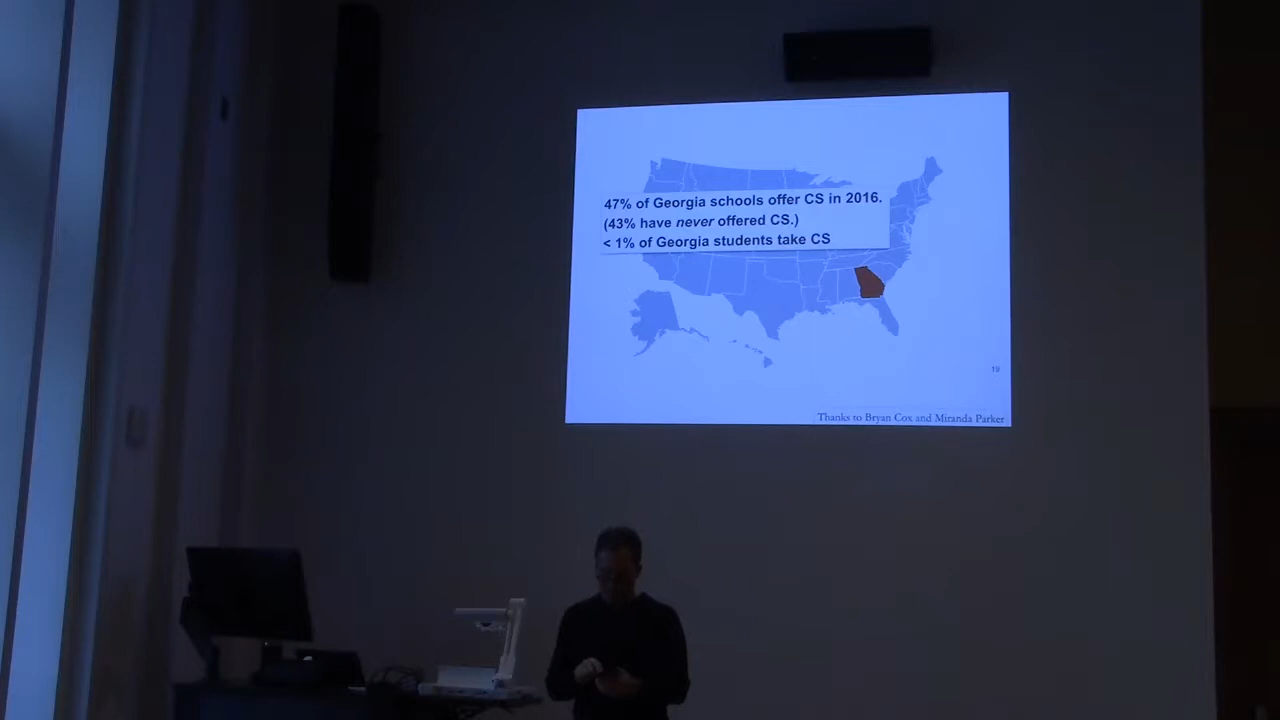 47% of Georgia schools offer CS in 2016.
(43% have never offered CS.)
< 1% of Georgia students take CS
19
Thanks to Bryan Cox and Miranda Parker